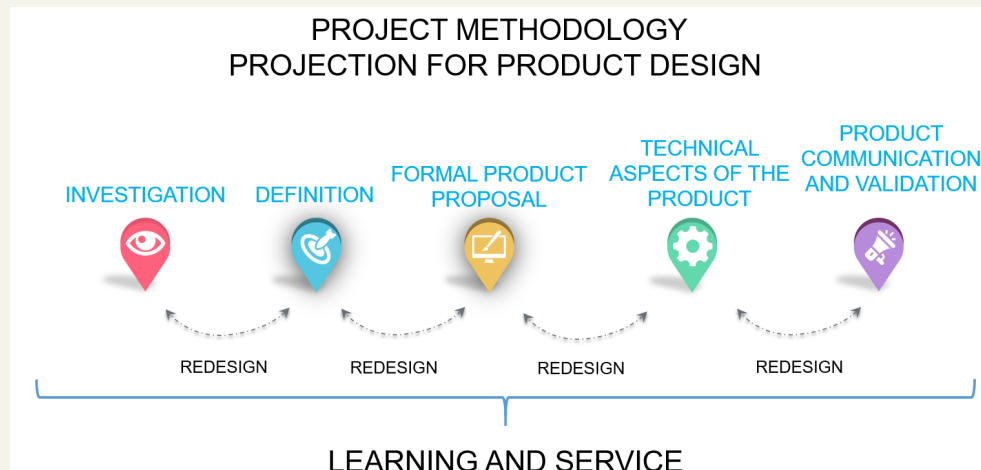 PROJECT METHODOLOGY
PROJECTION FOR PRODUCT DESIGN
INVESTIGATION
DEFINITION
FORMAL PRODUCT
PROPOSAL
TECHNICAL
ASPECTS OF THE
PRODUCT
PRODUCT
COMMUNICATION
AND VALIDATION
REDESIGN
REDESIGN
REDESIGN
REDESIGN
LEARNING AND SERVICE